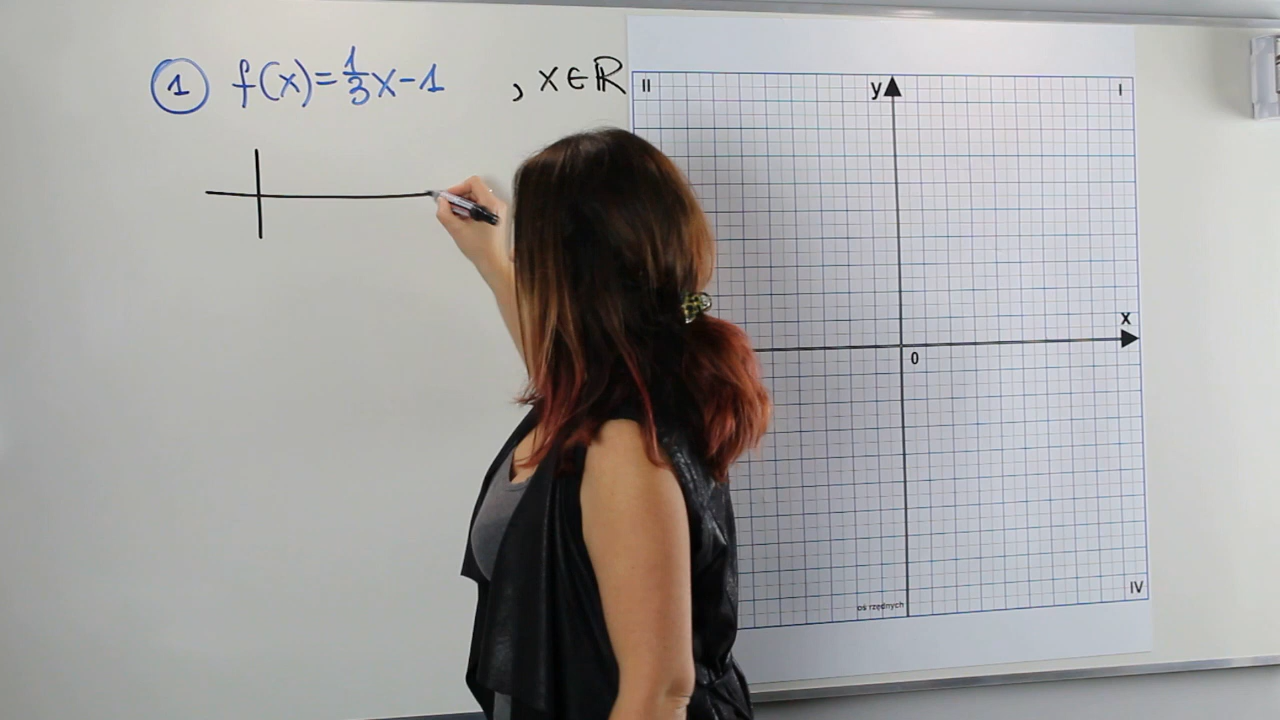 ① f(x)=1/3x-1 , x∈ℝ
II
y
I
x
0
IV
oś rzędnych